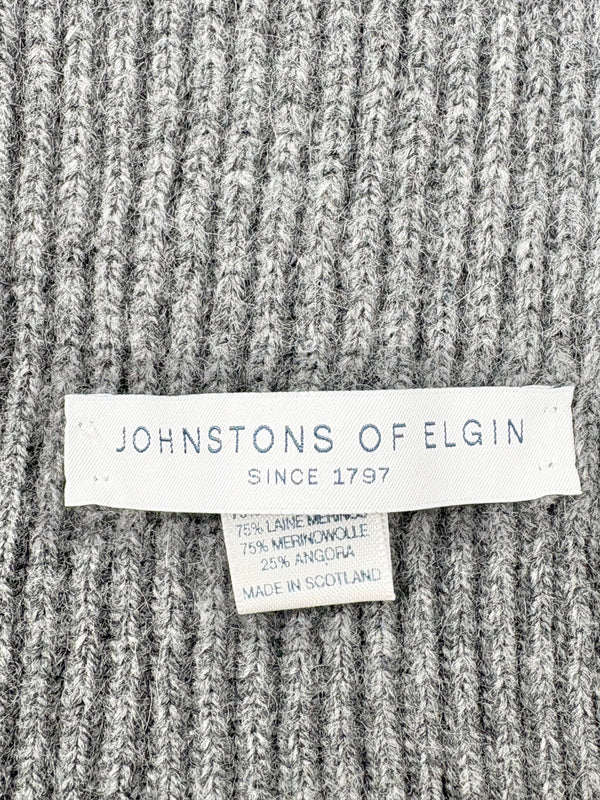 JOHNSTONS OF ELGIN
SINCE 1797
75% LAINE MERINOS
75% MERINOWOLLE
25% ANGORA
MADE IN SCOTLAND